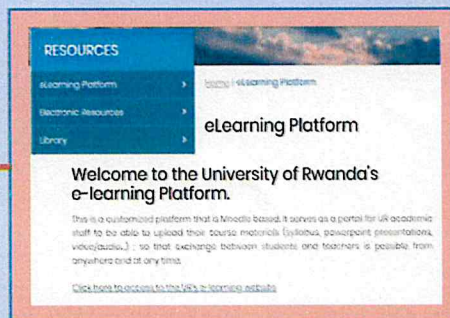 RESOURCES
eLearning Platform
Electronic Resources
Library
Home / eLearning Platform
eLearning Platform
Welcome to the University of Rwanda's
e-learning Platform.
This is a customized platform that is Moodle based. It serves as a portal for UR academic
staff to be able to upload their course materials (syllabus, powerpoint presentations,
video/audio..) ; so that exchange between students and teachers is possible from
anywhere and at any time.
Click here to access to the UR's e-learning website